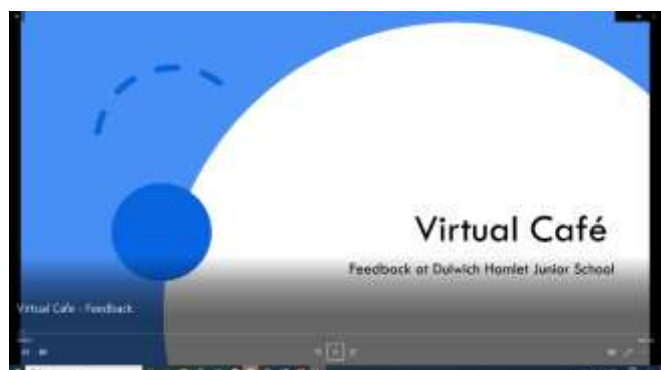 Virtual Café
Feedback at Dulwich Hamlet Junior School
Virtual Cafe - Feedback